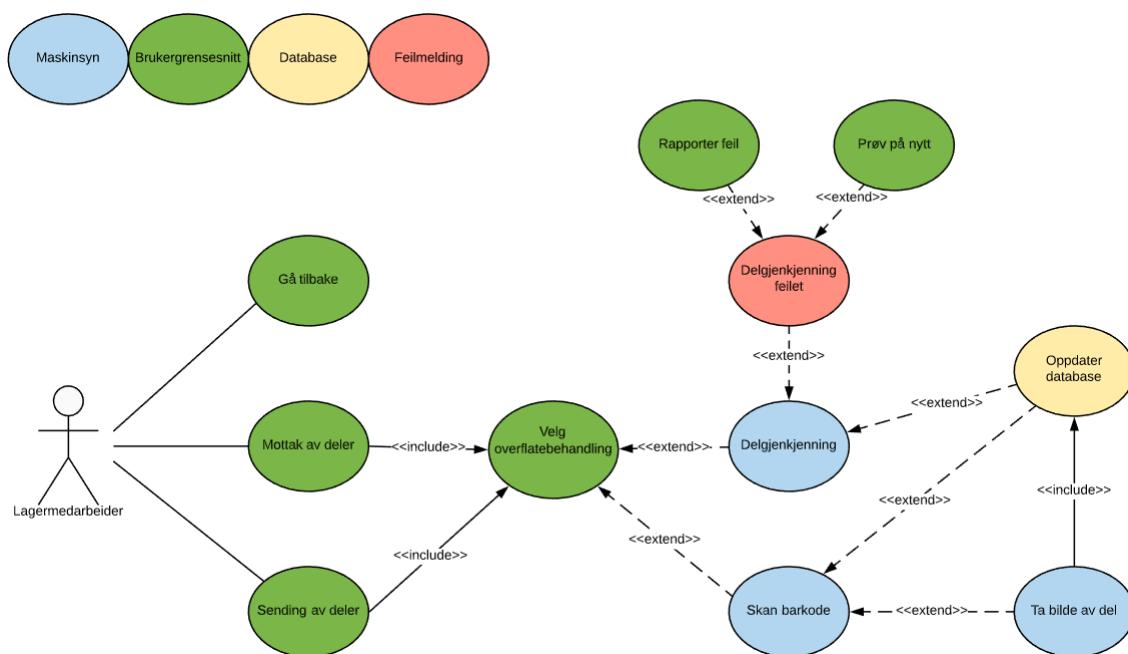 Maskinsyn
Brukergrensesnitt
Database
Feilmelding
Rapporter feil
Prøv på nytt
<<extend>>
<<extend>>
Gå tilbake
Delgjenkjenning
feilet
<<extend>>
Oppdater
database
<<extend>>
Mottak av deler
<<include>>
Velg
overflatebehandling
<<extend>>
Delgjenkjenning
<<extend>>
<<include>>
Lagermedarbeider
<<include>>
<<extend>>
Sending av deler
Skan barkode
<<extend>>
Ta bilde av del